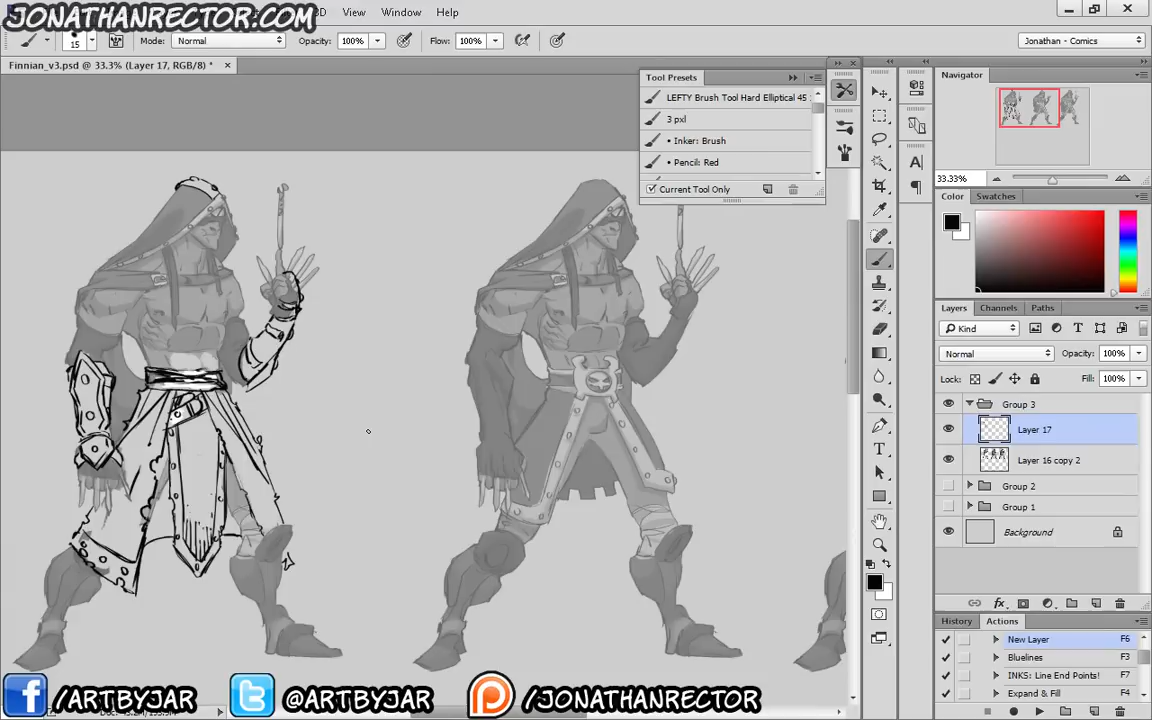 JONATHANRECTOR.COM
3D View Window Help
15 Mode: Normal Opacity: 100% Flow: 100% Jonathan - Comics
Finnian_v3.psd @ 33.3% (Layer 17, RGB/8) * ×
Tool Presets
LEFTY Brush Tool Hard Elliptical 45
3 pxl
• Inker: Brush
• Pencil: Red
Current Tool Only
Navigator
33.33%
Color Swatches
Layers Channels Paths
Kind
Normal Opacity: 100%
Lock: Fill: 100%
Group 3
Layer 17
Layer 16 copy 2
Group 2
Group 1
Background
fx
History Actions
New Layer F6
Bluelines F3
INKS: Line End Points! F7
Expand & Fill F4
/ARTBYJAR @ARTBYJAR /JONATHANRECTOR